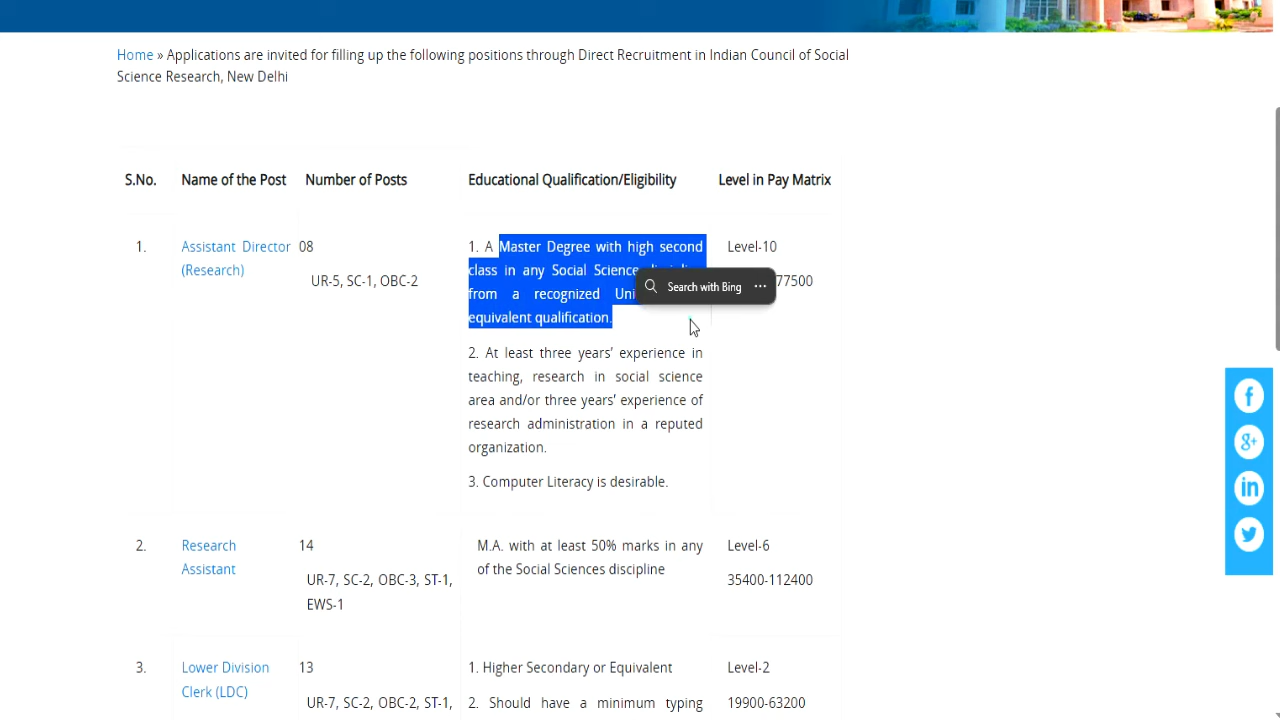 Home » Applications are invited for filling up the following positions through Direct Recruitment in Indian Council of Social
Science Research, New Delhi
S.No. Name of the Post Number of Posts Educational Qualification/Eligibility Level in Pay Matrix
1. Assistant Director 08 1. A Master Degree with high second Level-10
(Research) UR-5, SC-1, OBC-2 class in any Social Science 77500
from a recognized
equivalent qualification.
Search with Bing ···
2. At least three years’ experience in
teaching, research in social science
area and/or three years’ experience of
research administration in a reputed
organization.
3. Computer Literacy is desirable.
2. Research 14 M.A. with at least 50% marks in any Level-6
Assistant UR-7, SC-2, OBC-3, ST-1, of the Social Sciences discipline 35400-112400
EWS-1
3. Lower Division 13 1. Higher Secondary or Equivalent Level-2
Clerk (LDC) UR-7, SC-2, OBC-2, ST-1, 2. Should have a minimum typing 19900-63200
f
g+
in